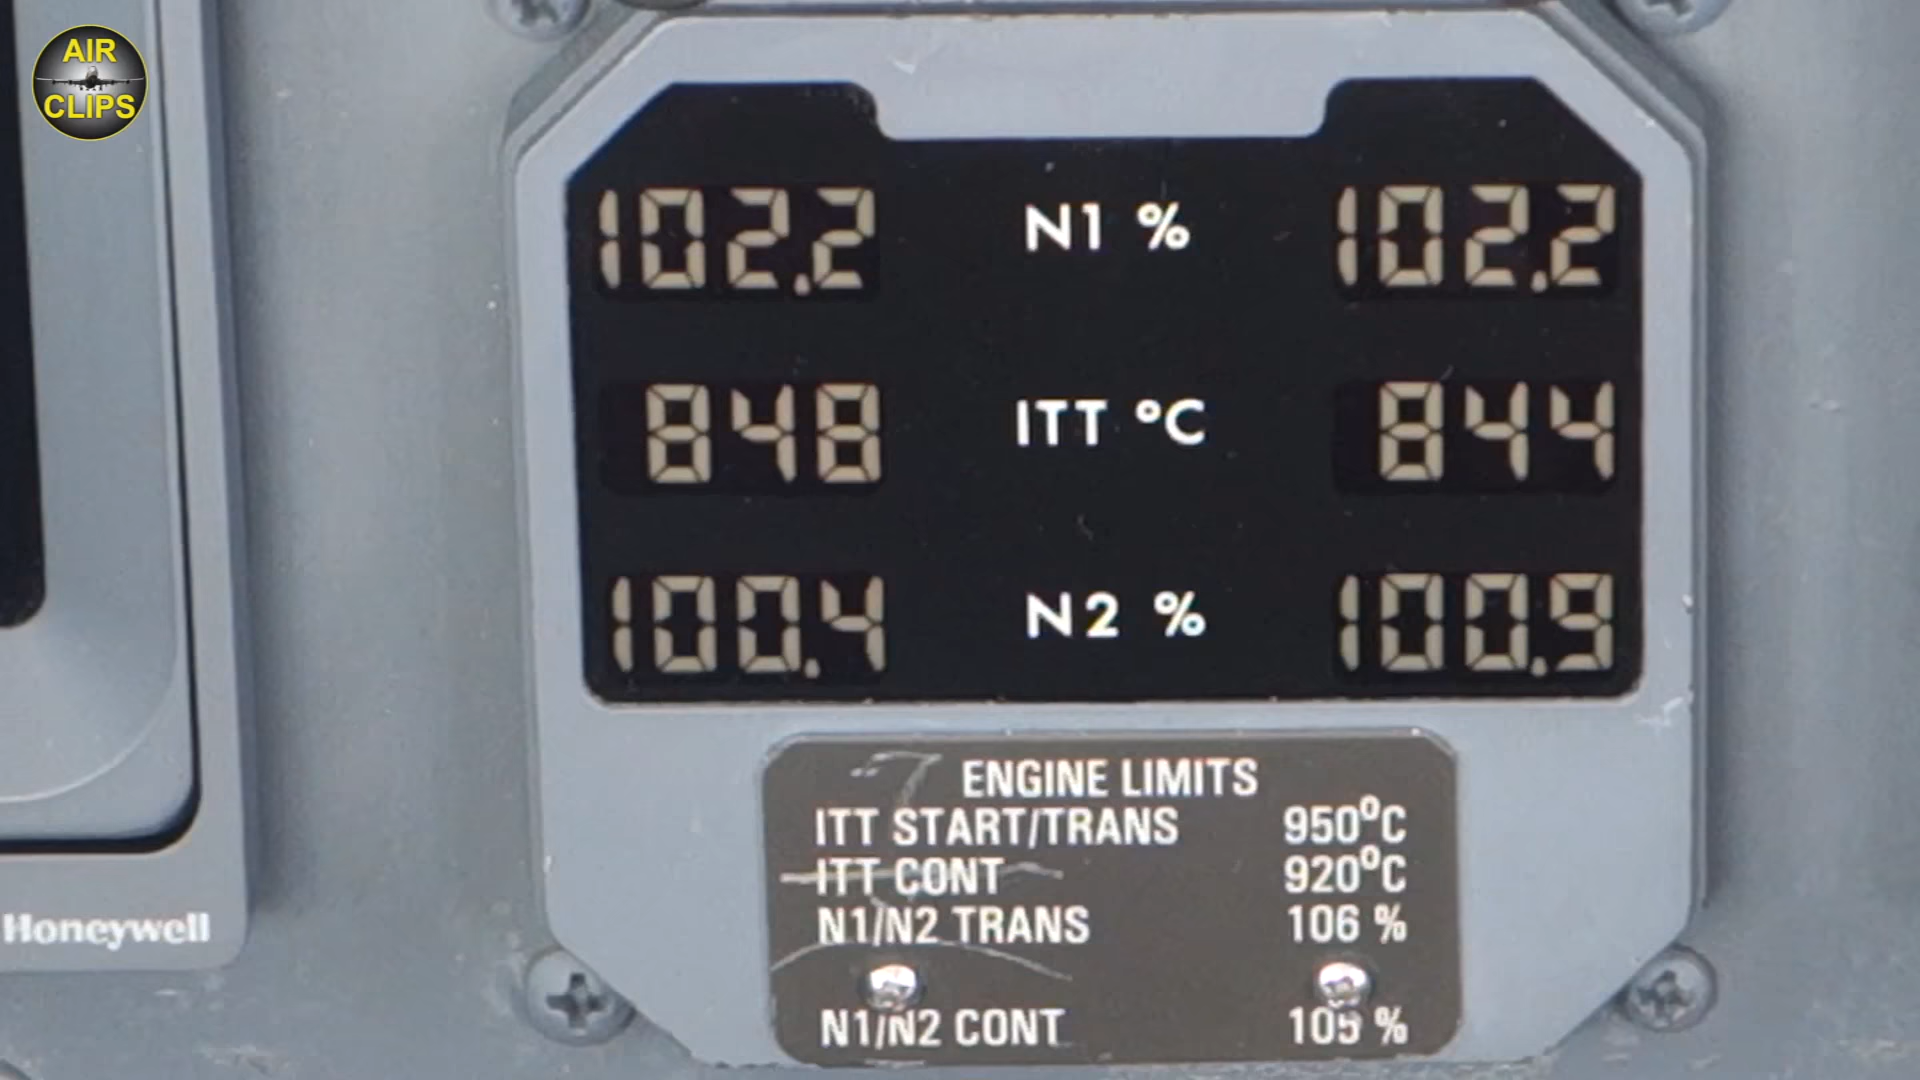 AIR
CLIPS
102.2 N1 % 102.2
848 ITT °C 844
100.4 N2 % 100.9
ENGINE LIMITS
ITT START/TRANS 950°C
ITT CONT 920°C
N1/N2 TRANS 106 %
N1/N2 CONT 105 %
Honeywell